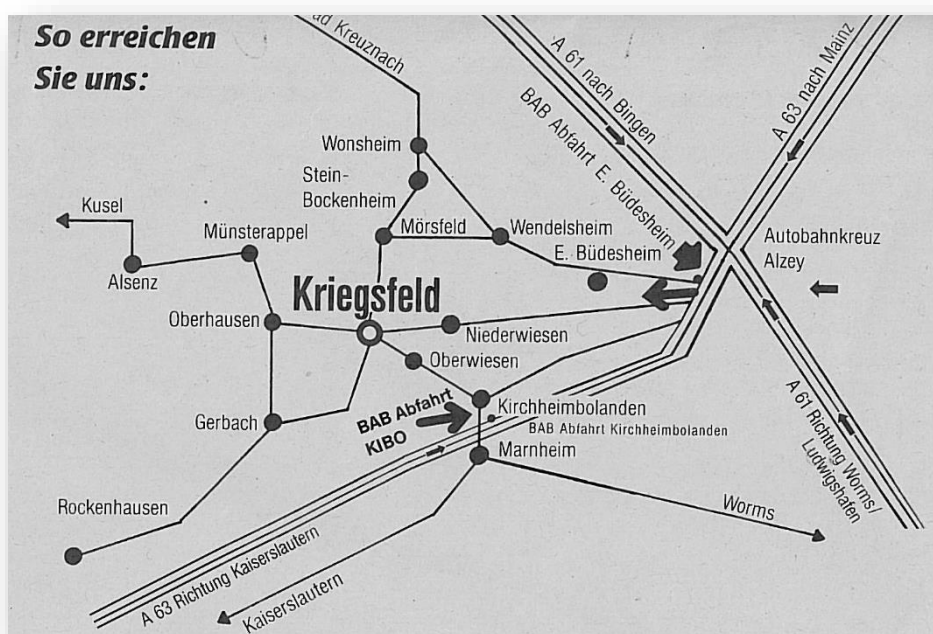 So erreichen
Sie uns:
ad Kreuznach
A 61 nach Bingen
BAB Abfahrt E. Büdesheim
A 63 nach Mainz
Wonsheim
Stein-
Bockenheim
Kusel
Münsterappel
Mörsfeld
Wendelsheim
E. Büdesheim
Autobahnkreuz
Alzey
Alsenz
Kriegsfeld
Oberhausen
Niederwiesen
Oberwiesen
Gerbach
BAB Abfahrt
KIBO
Kirchheimbolanden
BAB Abfahrt Kirchheimbolanden
Marnheim
A 61 Richtung Worms/
Ludwigshafen
Rockenhausen
Worms
A 63 Richtung Kaiserslautern
Kaiserslautern